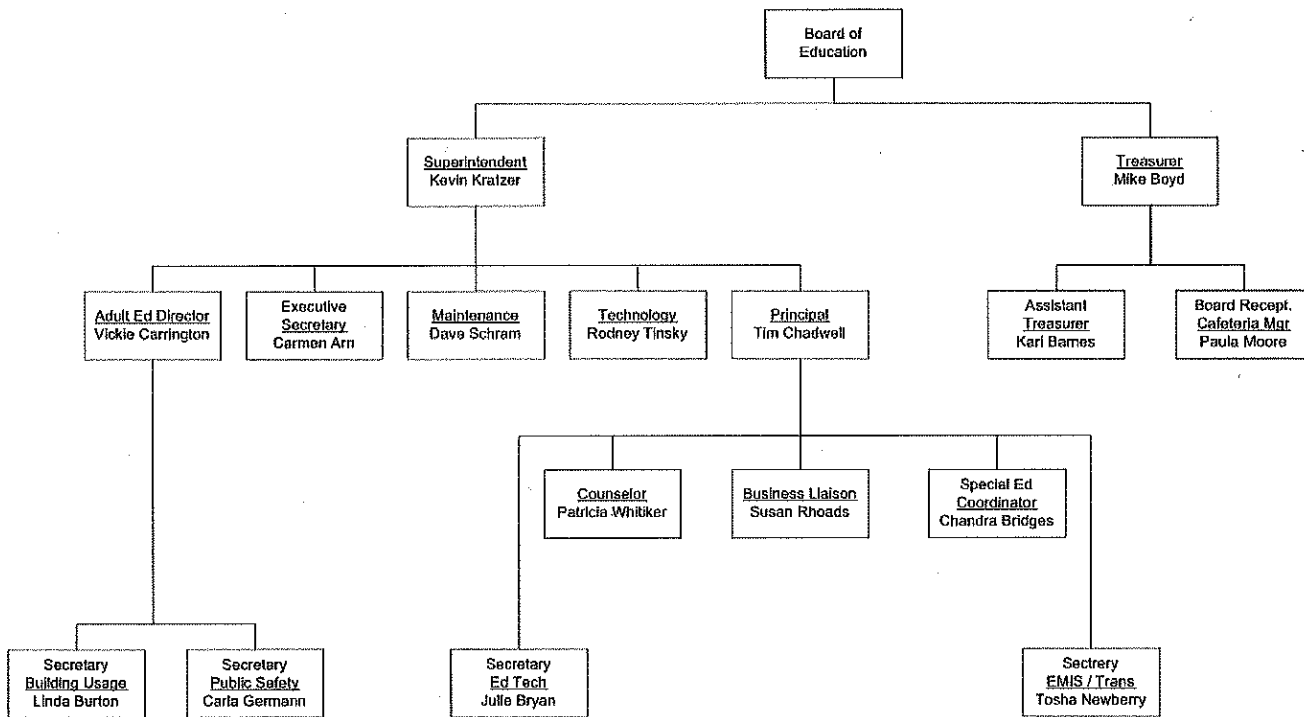 Board of
Education
Superintendent
Kevin Kratzer
Treasurer
Mike Boyd
Adult Ed Director
Vickie Carrington
Executive
Secretary
Carmen Arn
Maintenance
Dave Schram
Technology
Rodney Tinsky
Principal
Tim Chadwell
Assistant
Treasurer
Karl Barnes
Board Recept.
Cafeteria Mgr
Paula Moore
Counselor
Patricia Whitiker
Business Liaison
Susan Rhoads
Special Ed
Coordinator
Chandra Bridges
Secretary
Building Usage
Linda Burton
Secretary
Public Safety
Carla Germann
Secretary
Ed Tech
Julie Bryan
Sectrery
EMIS / Trans
Tosha Newberry